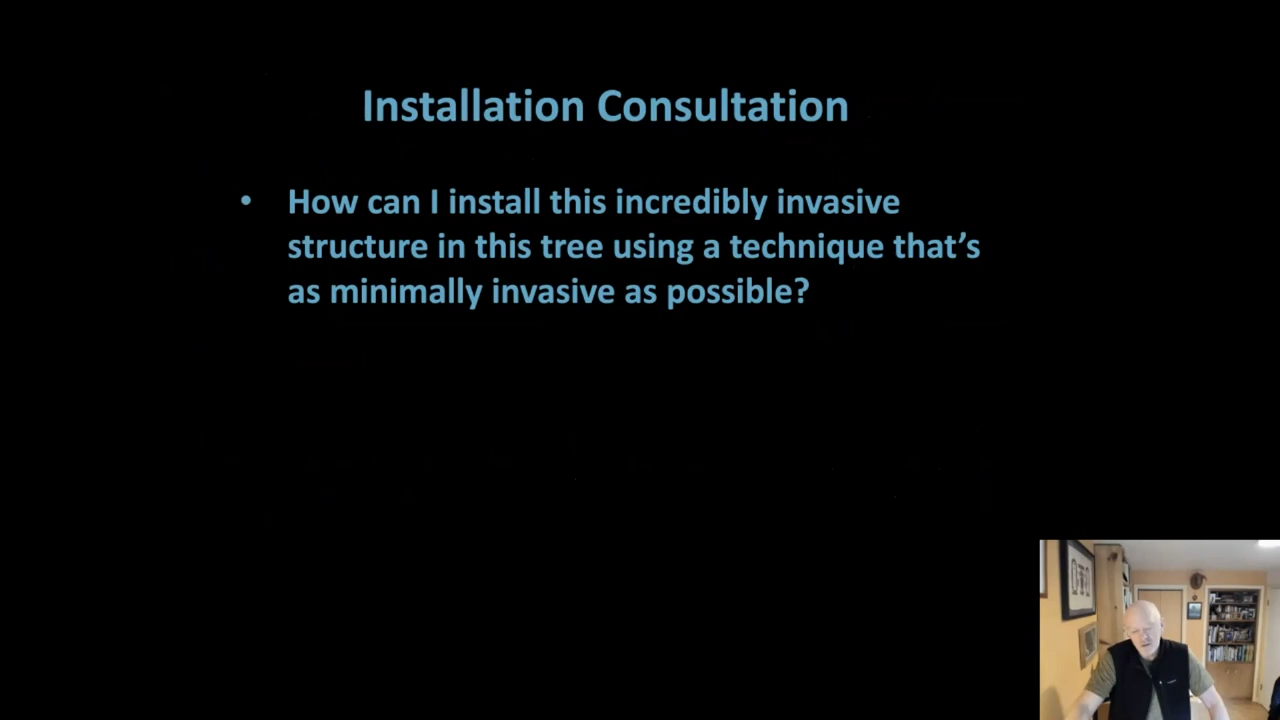 Installation Consultation
• How can I install this incredibly invasive
structure in this tree using a technique that’s
as minimally invasive as possible?